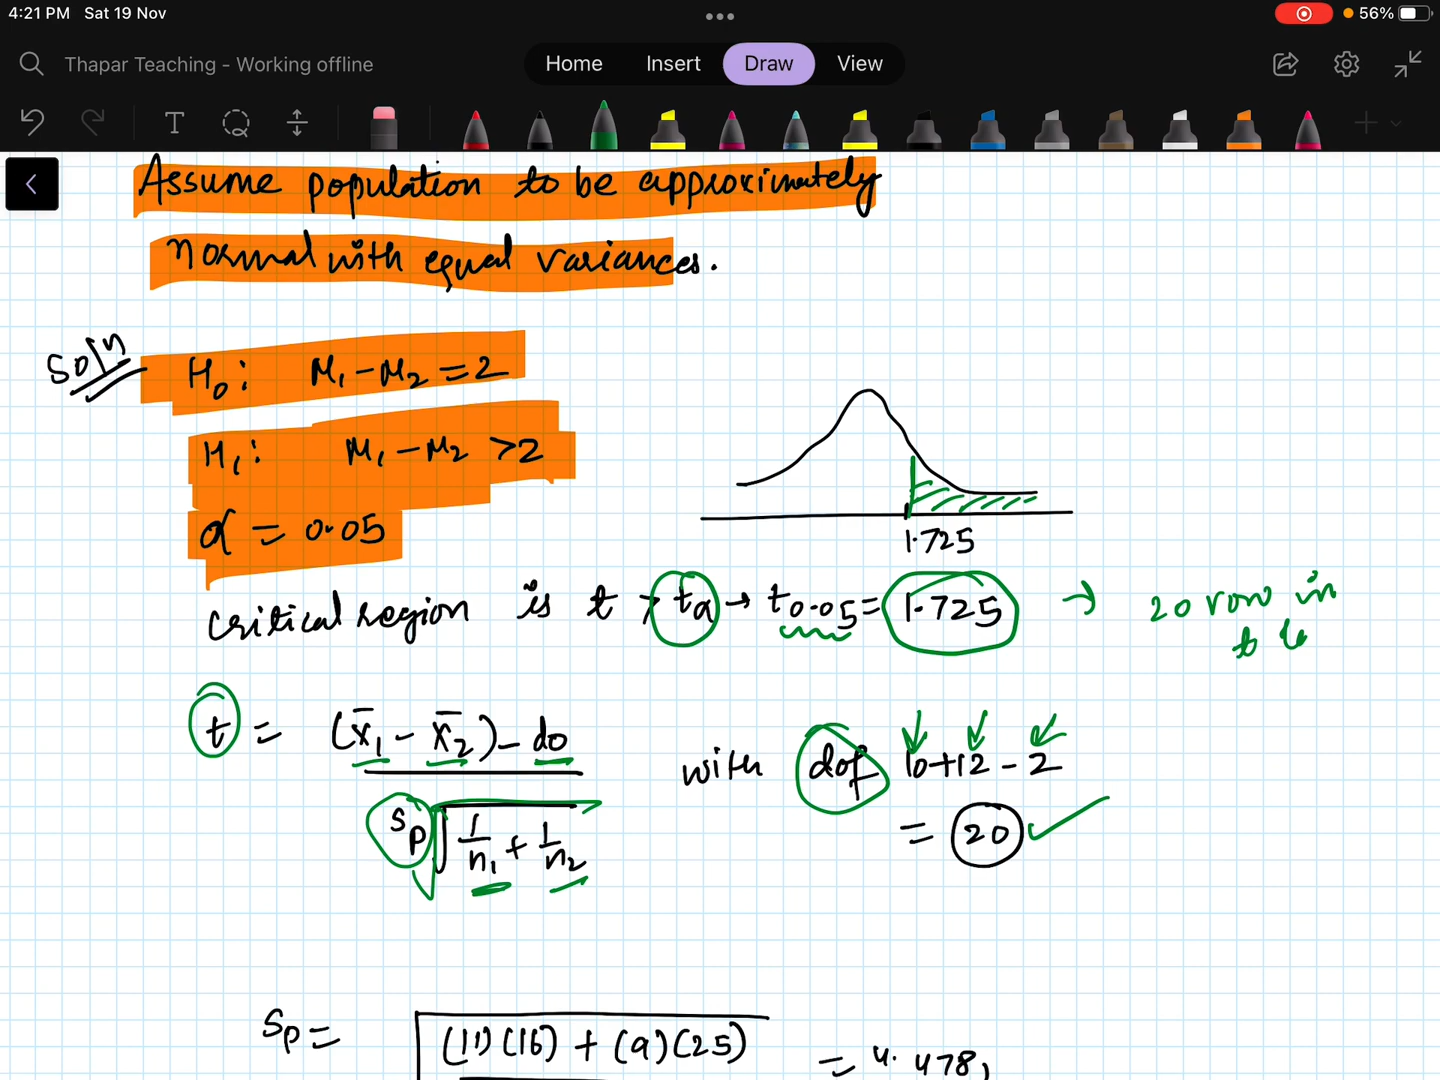 4:21 PM Sat 19 Nov
56%
Thapar Teaching - Working offline
Home Insert Draw View
Assume population to be approximately
normal with equal variances.
Soln
H₀: μ₁ - μ₂ = 2
H₁: μ₁ - μ₂ > 2
α = 0.05
1.725
critical region is t > tα → t0.05 = 1.725 → 20 row in
t = (x̄₁ - x̄₂) - do / Sp √(1/n₁ + 1/n₂) with dof 10+12-2
= 20
Sp = √(11)(16) + (9)(25) = 4.478,